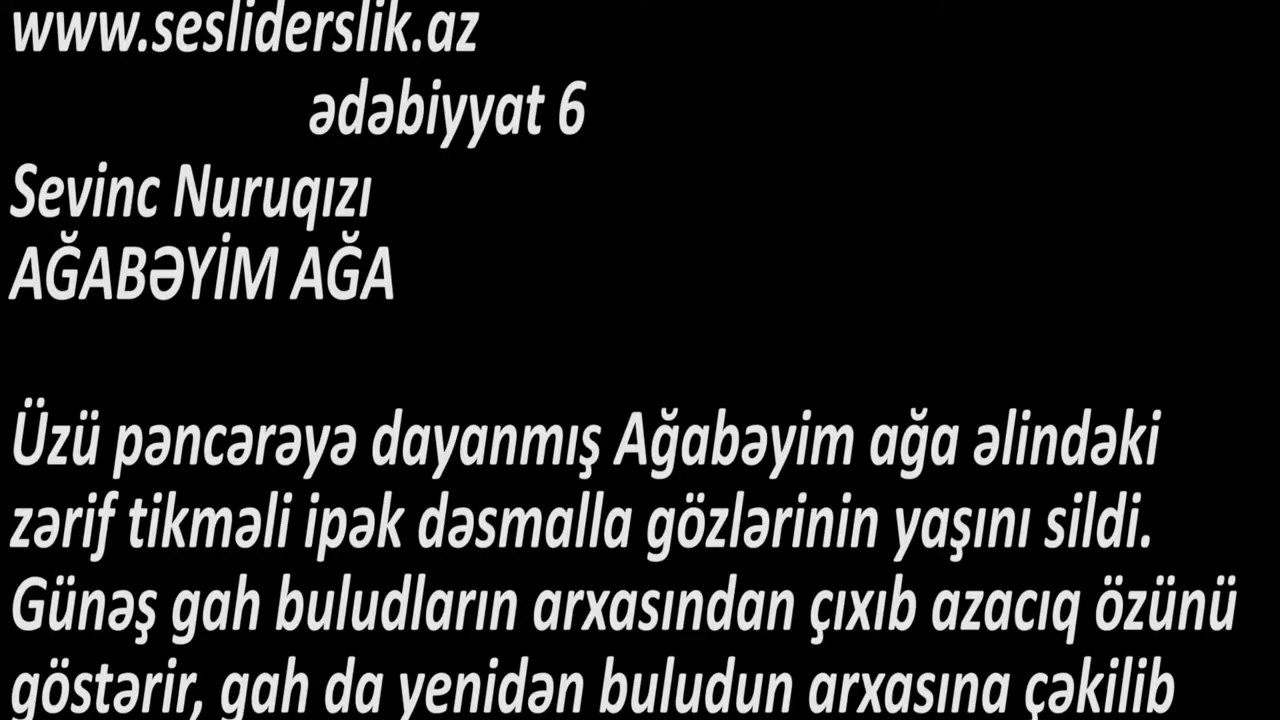 www.sesliderslik.az
ədəbiyyat 6
Sevinc Nuruqızı
AĞABƏYİM AĞA
Üzü pəncərəyə dayanmış Ağabəyim ağa əlindəki
zərif tikməli ipək dəsmalla gözlərinin yaşını sildi.
Günəş gah buludların arxasından çıxıb azacıq özünü
göstərir, gah da yenidən buludun arxasına çəkilib